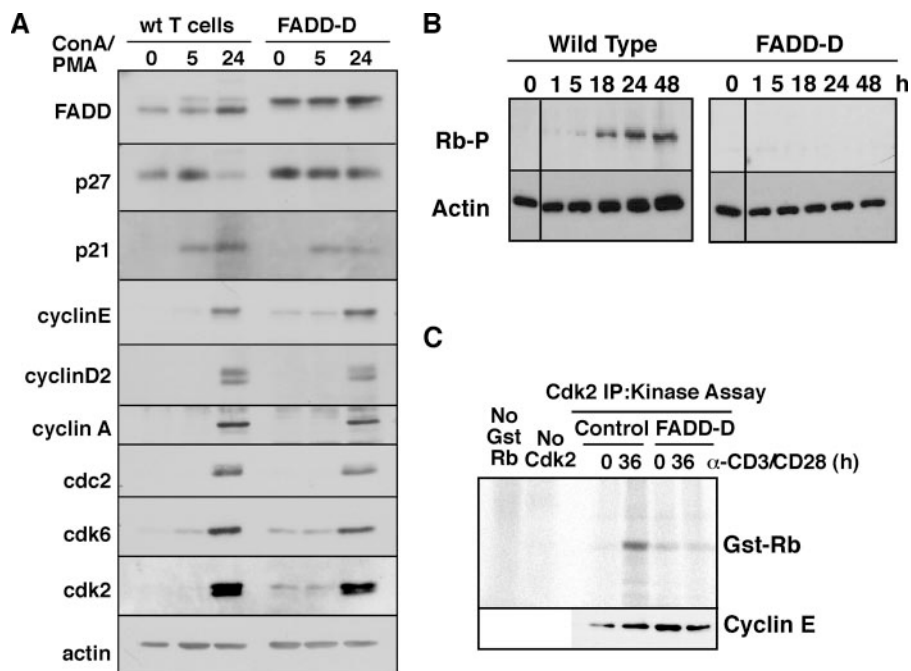 A
wt T cells FADD-D
ConA/
PMA 0 5 24 0 5 24
FADD
p27
p21
cyclinE
cyclinD2
cyclin A
cdc2
cdk6
cdk2
actin
B
Wild Type FADD-D
0 1 5 18 24 48 0 1 5 18 24 48 h
Rb-P
Actin
C
Cdk2 IP:Kinase Assay
No Gst Rb
No Cdk2
Control FADD-D
0 36 0 36 α-CD3/CD28 (h)
Gst-Rb
Cyclin E